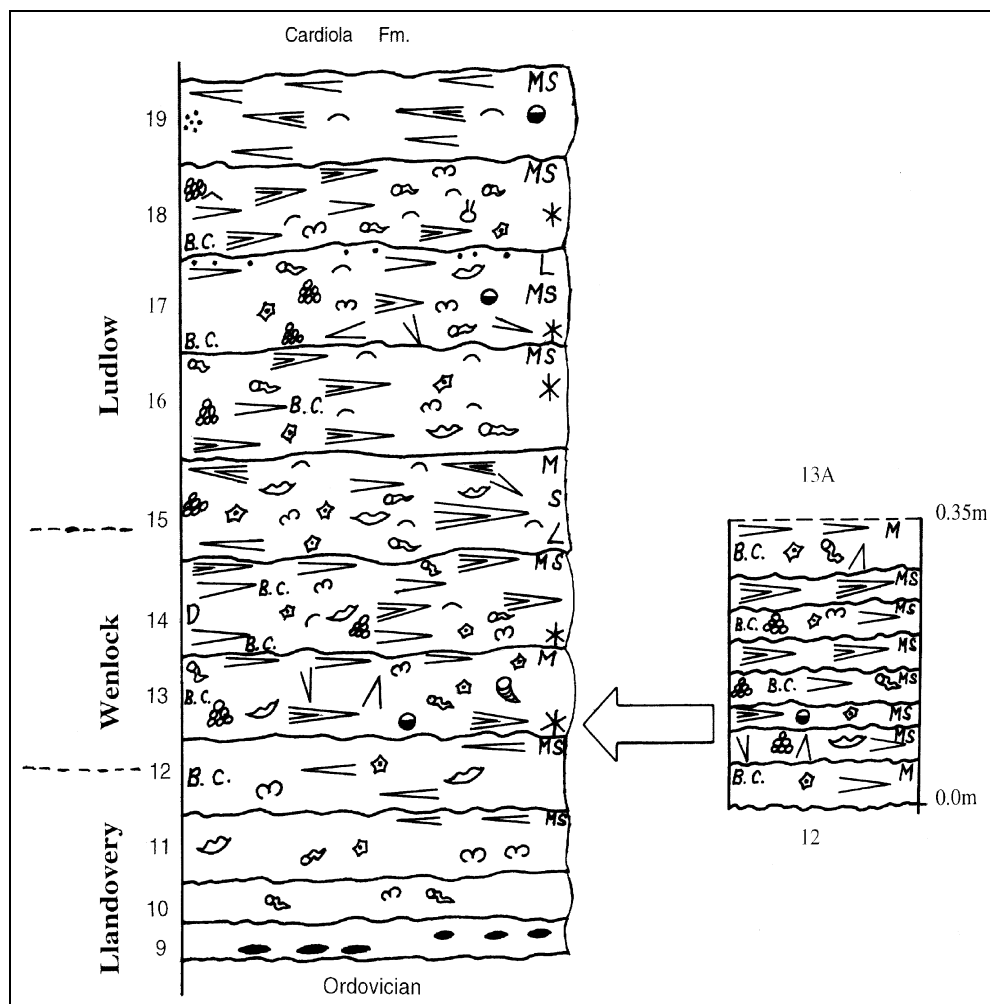 Cardiola Fm.
MS
19
MS
18
B.C.
L
17
MS
B.C.
MS
16
B.C.
Ludlow
M
S
15
L
MS
B.C.
D
14
B.C.
M
Wenlock
13
B.C.
MS
12
B.C.
MS
11
Llandovery
10
9
Ordovician
13A
0.35m
M
B.C.
MS
MS
B.C.
MS
MS
B.C.
MS
MS
B.C.
M
0.0m
12